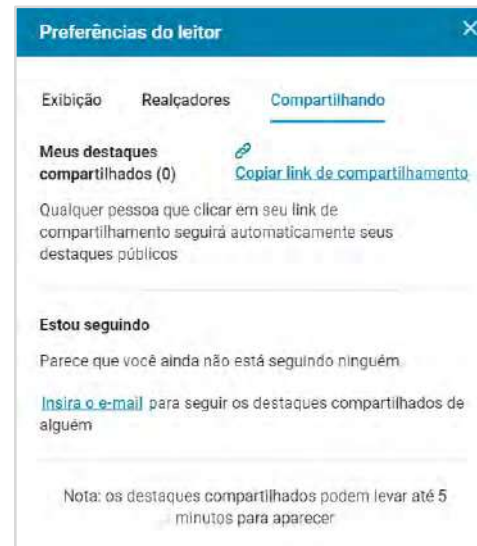 Preferências do leitor
Exibição Realçadores Compartilhando
Meus destaques
compartilhados (0)
Copiar link de compartilhamento
Qualquer pessoa que clicar em seu link de
compartilhamento seguirá automaticamente seus
destaques públicos
Estou seguindo
Parece que você ainda não está seguindo ninguém
Insira o e-mail para seguir os destaques compartilhados de
alguém
Nota: os destaques compartilhados podem levar até 5
minutos para aparecer